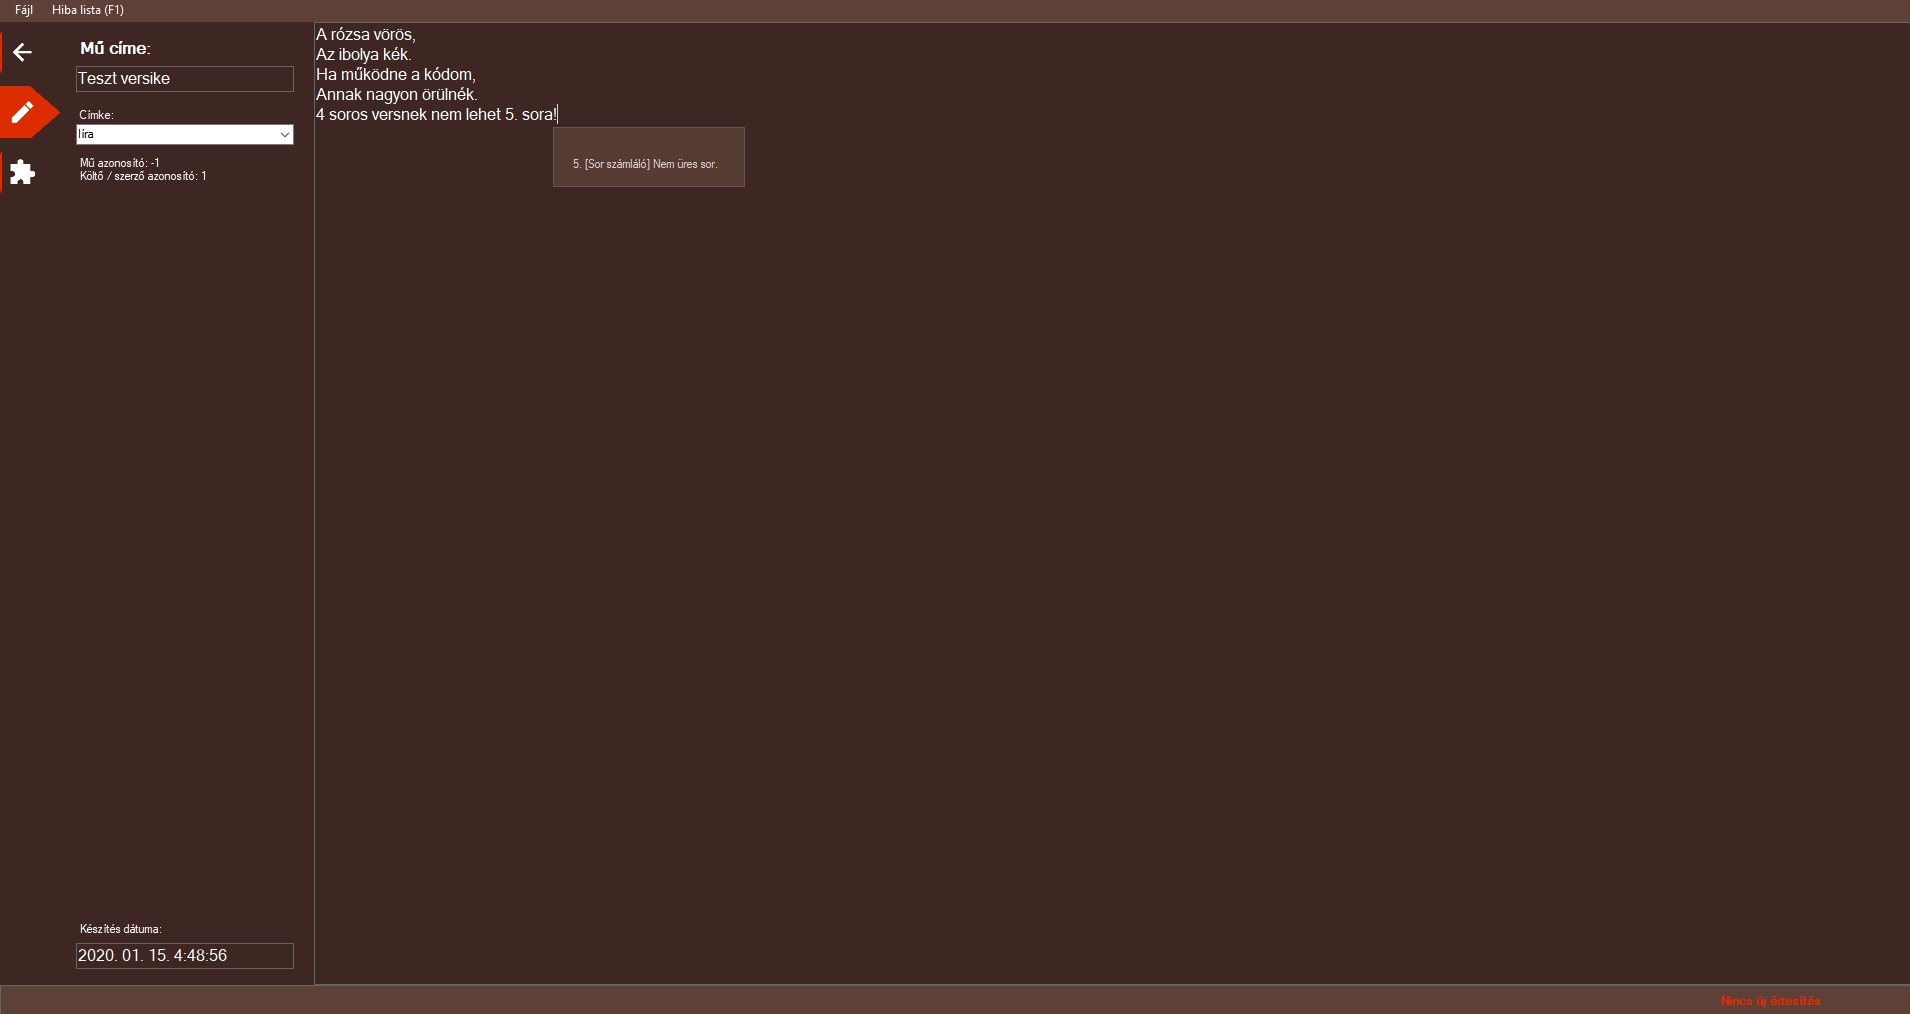 Fájl Hiba lista (F1)
Mű címe:
Teszt versike
Címke:
líra
Mű azonosító: -1
Költő / szerző azonosító: 1
A rózsa vörös,
Az ibolya kék.
Ha működne a kódom,
Annak nagyon örülnék.
4 soros versnek nem lehet 5. sora!
5. [Sor számláló] Nem üres sor.
Készítés dátuma:
2020. 01. 15. 4:48:56
Nincs új értesítés